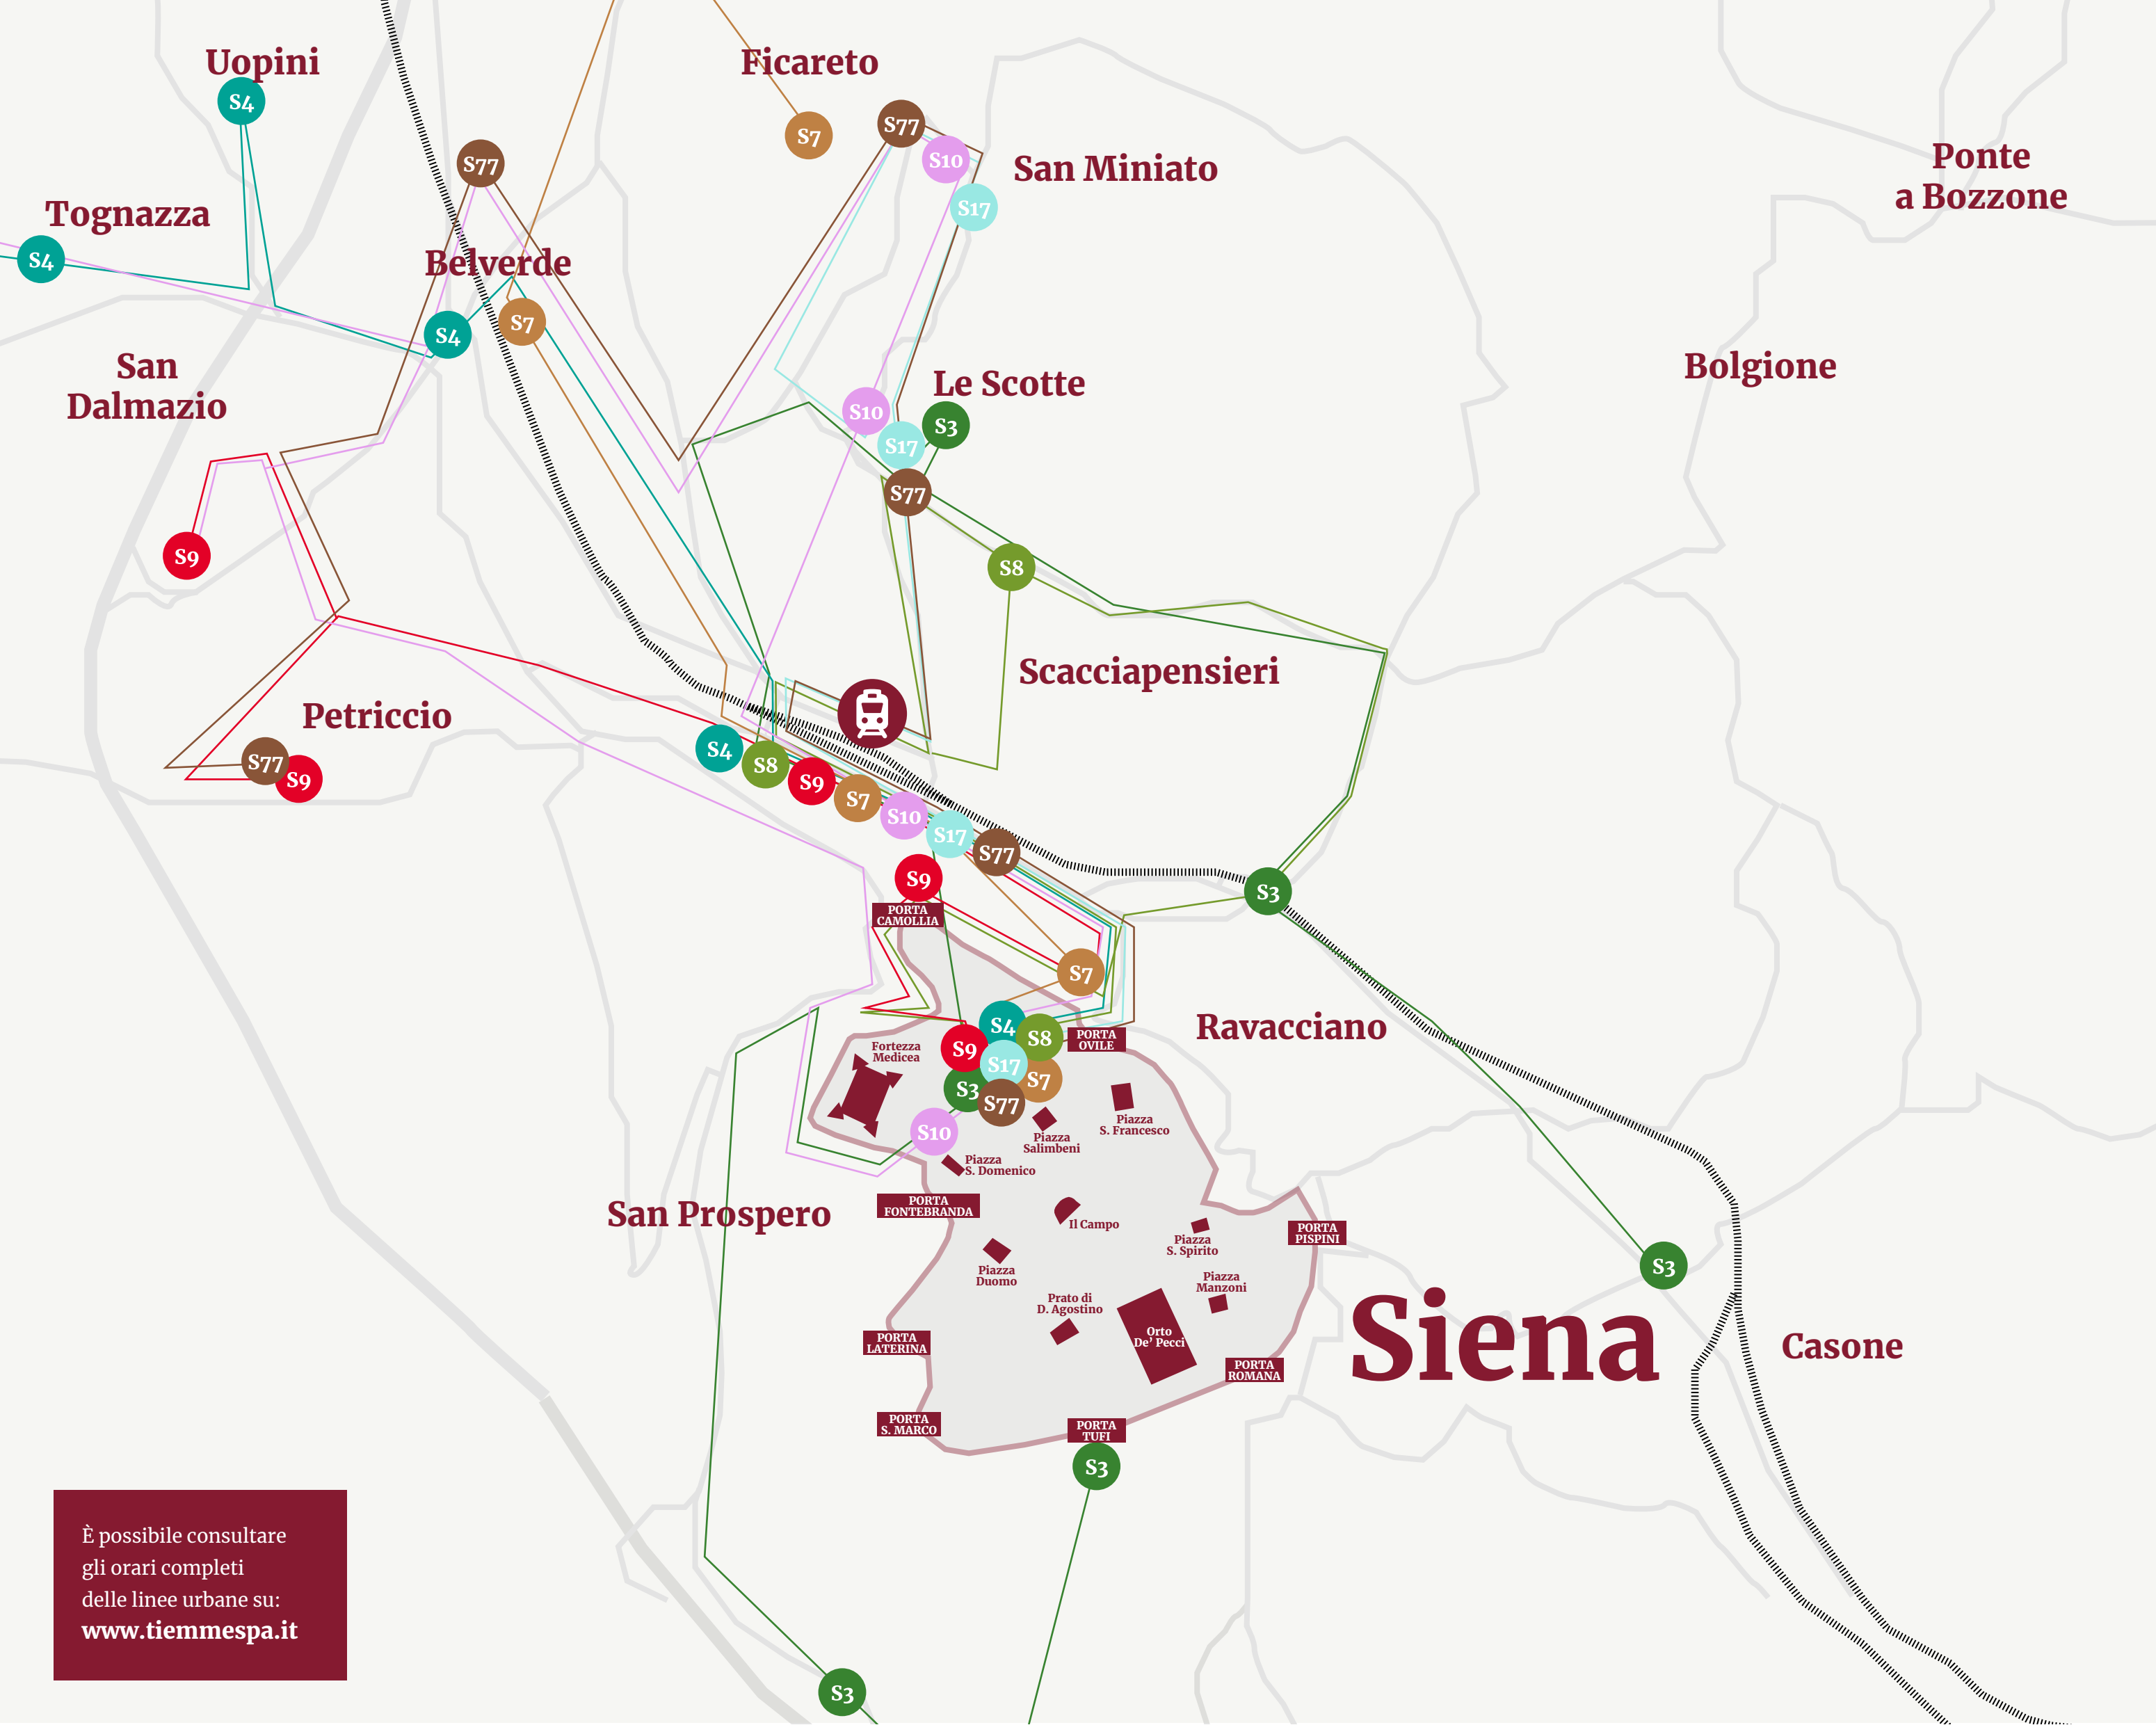 Uopini
Ficareto
S4
S77
S7
S77
S10
San Miniato
S17
Ponte
a Bozzone
Tognazza
S4
Belverde
S4
S7
San
Dalmazio
Le Scotte
S10
S17
S3
S77
Bolgione
S9
S8
Scacciapensieri
Petriccio
S77
S9
S4
S8
S9
S7
S10
S17
S77
S9
S3
PORTA
CAMOLLIA
S7
Ravacciano
S4
S8
PORTA
OVILE
S9
S17
S7
S3
S77
S10
Fortezza
Medicea
Piazza
Salimbeni
Piazza
S. Francesco
Piazza
S. Domenico
San Prospero
PORTA
FONTEBRANDA
Il Campo
Piazza
S. Spirito
PORTA
PISPINI
Piazza
Duomo
Piazza
Manzoni
S3
Prato di
D. Agostino
Orto
De' Pecci
Siena
Casone
PORTA
LATERINA
PORTA
ROMANA
PORTA
S. MARCO
PORTA
TUFI
S3
È possibile consultare
gli orari completi
delle linee urbane su:
www.tiemmespa.it
S3